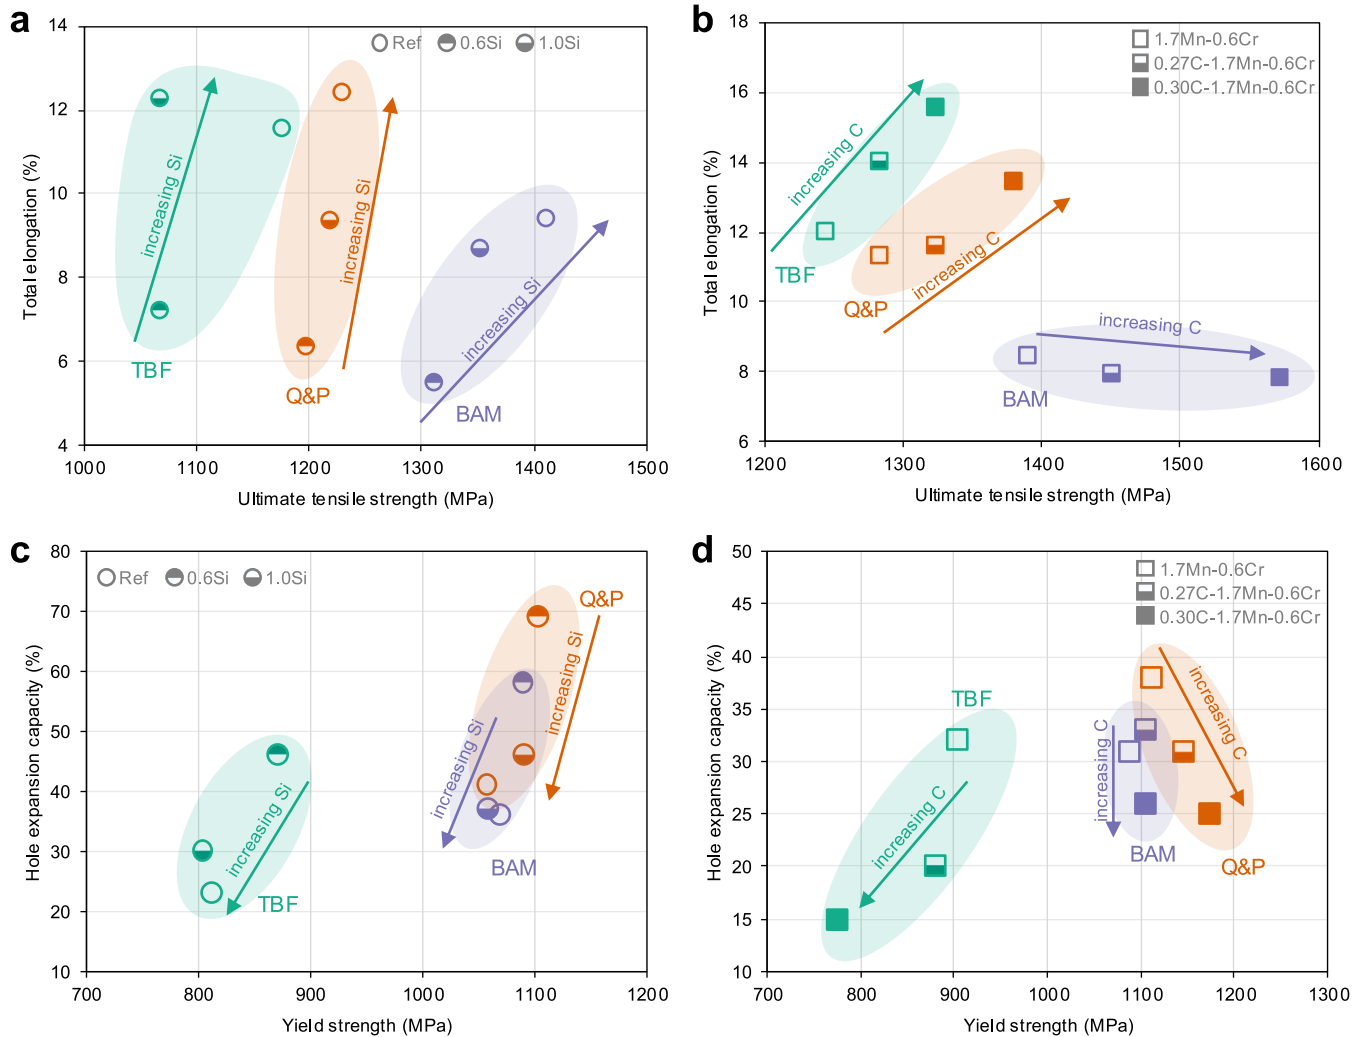 a
14
12
10
8
6
4
1000
1100
1200
1300
1400
1500
Total elongation (%)
Ultimate tensile strength (MPa)
Ref
0.6Si
1.0Si
increasing Si
TBF
increasing Si
Q&P
increasing Si
BAM
b
18
16
14
12
10
8
6
1200
1300
1400
1500
1600
Total elongation (%)
Ultimate tensile strength (MPa)
1.7Mn-0.6Cr
0.27C-1.7Mn-0.6Cr
0.30C-1.7Mn-0.6Cr
increasing C
TBF
increasing C
Q&P
increasing C
BAM
c
80
70
60
50
40
30
20
10
700
800
900
1000
1100
1200
Hole expansion capacity (%)
Yield strength (MPa)
Ref
0.6Si
1.0Si
Q&P
increasing Si
increasing Si
BAM
increasing Si
TBF
d
50
45
40
35
30
25
20
15
10
700
800
900
1000
1100
1200
1300
Hole expansion capacity (%)
Yield strength (MPa)
1.7Mn-0.6Cr
0.27C-1.7Mn-0.6Cr
0.30C-1.7Mn-0.6Cr
TBF
increasing C
increasing C
BAM
increasing C
Q&P